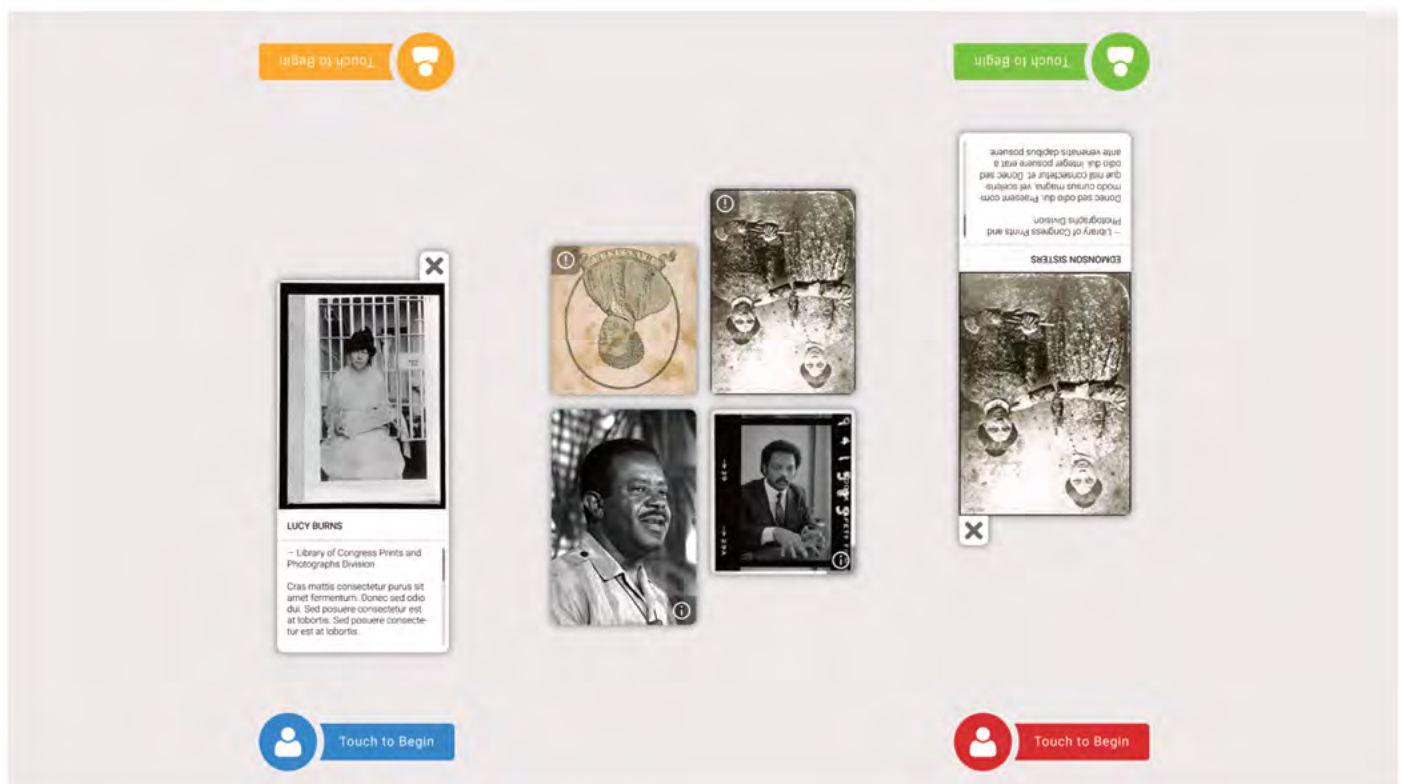 Touch to Begin
Touch to Begin
EDMONSON SISTERS
– Library of Congress Prints and
Photographs Division
Donec sed odio dui. Praesent com-
modo cursus magna, vel sceleris-
que nisl consectetur et. Donec sed
odio dui. Integer posuere erat a
ante venenatis dapibus posuere.
LUCY BURNS
– Library of Congress Prints and
Photographs Division
Cras mattis consectetur purus sit
amet fermentum. Donec sed odio
dui. Sed posuere consectetur est
at lobortis. Sed posuere consecte-
tur est at lobortis.
Touch to Begin
Touch to Begin